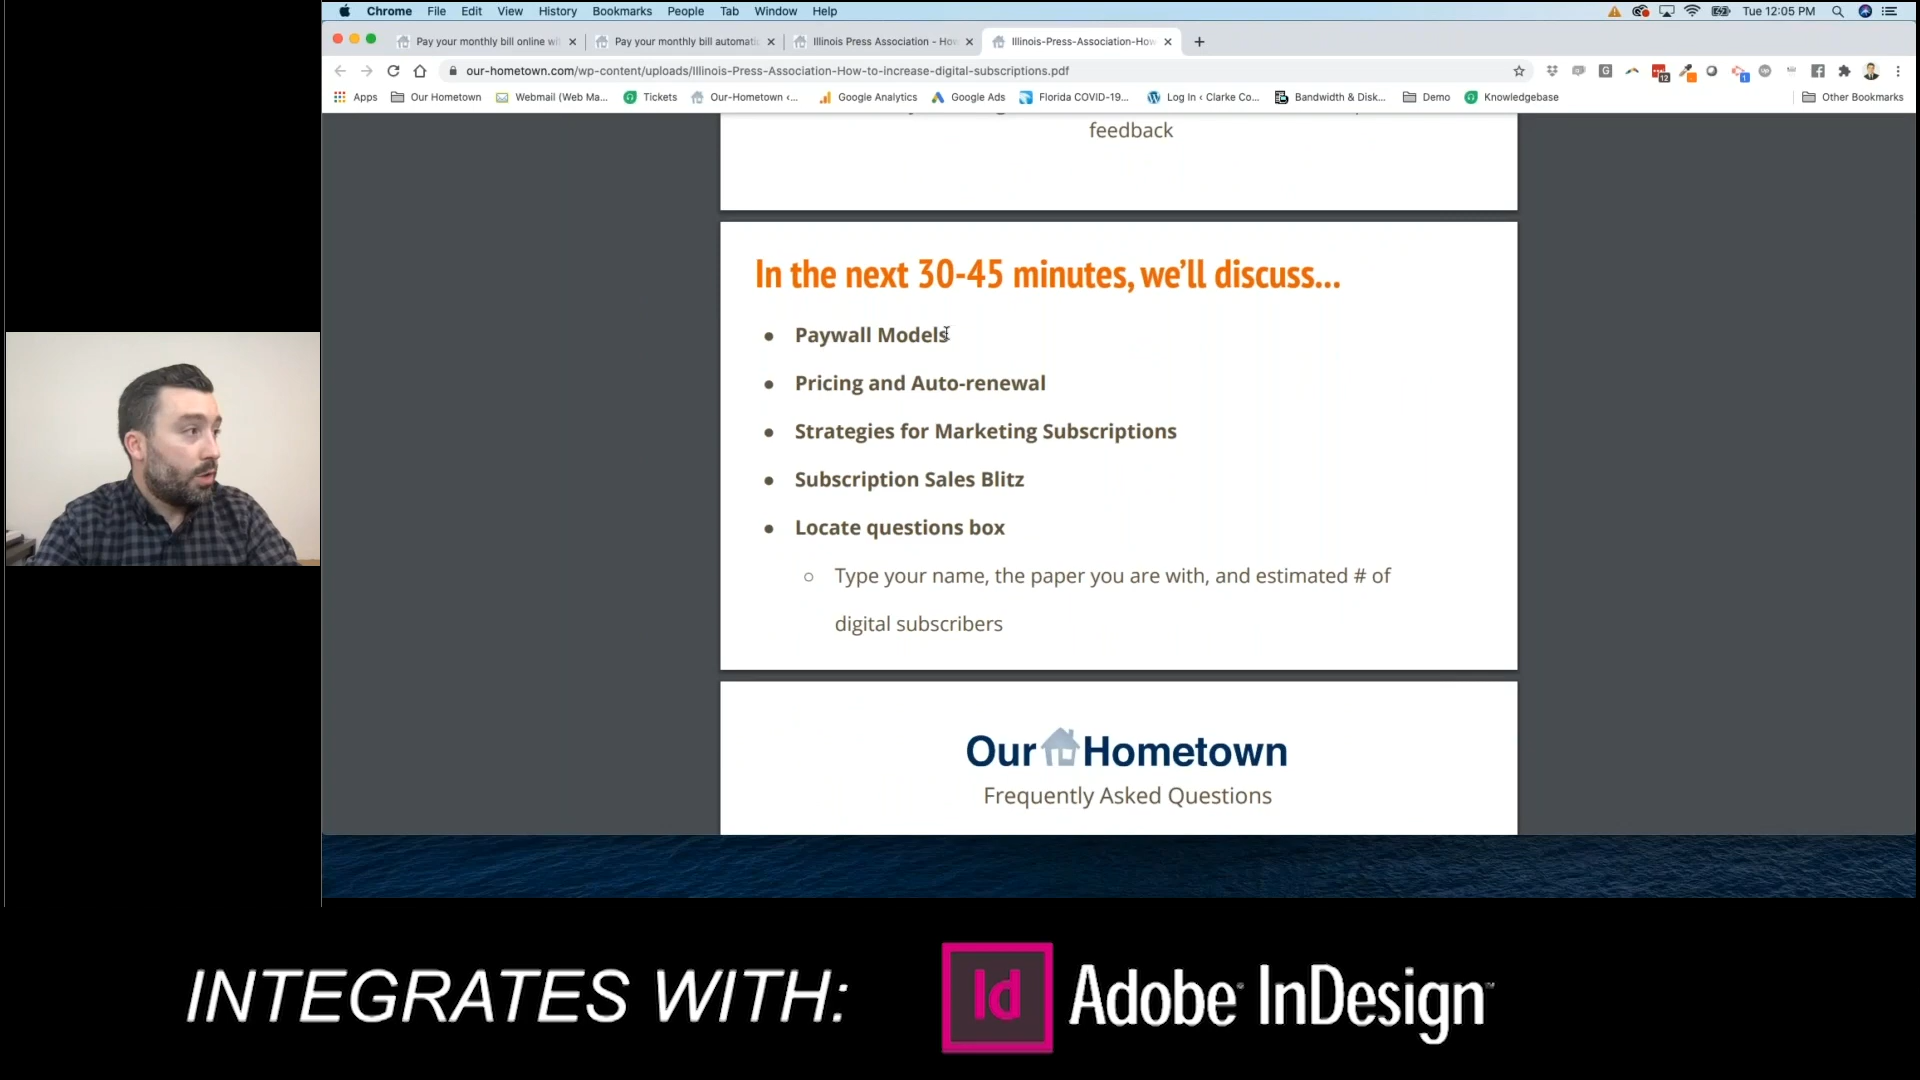 Chrome File Edit View History Bookmarks People Tab Window Help
Tue 12:05 PM
Pay your monthly bill online wi
Pay your monthly bill automati
Illinois Press Association - How
Illinois-Press-Association-How
our-hometown.com/wp-content/uploads/Illinois-Press-Association-How-to-increase-digital-subscriptions.pdf
Apps Our Hometown Webmail (Web Ma... Tickets Our-Hometown <... Google Analytics Google Ads Florida COVID-19... Log In ‹ Clarke Co... Bandwidth & Disk... Demo Knowledgebase Other Bookmarks
feedback
In the next 30-45 minutes, we'll discuss...
● Paywall Models
● Pricing and Auto-renewal
● Strategies for Marketing Subscriptions
● Subscription Sales Blitz
● Locate questions box
○ Type your name, the paper you are with, and estimated # of
digital subscribers
Our Hometown
Frequently Asked Questions
INTEGRATES WITH: Id Adobe InDesign